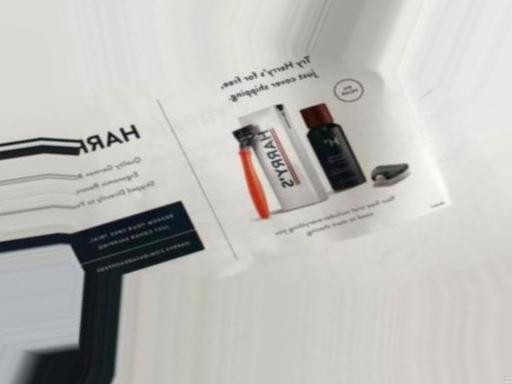 Try Harry's for free,
just cover shipping.
HARRY'S
H.
Your free trial includes everything you
need to start shaving.
HARR
Quality German B
Ergonomic Razors,
Shipped Directly to Yo
REDEEM YOUR FREE TRIAL
JUST COVER SHIPPING